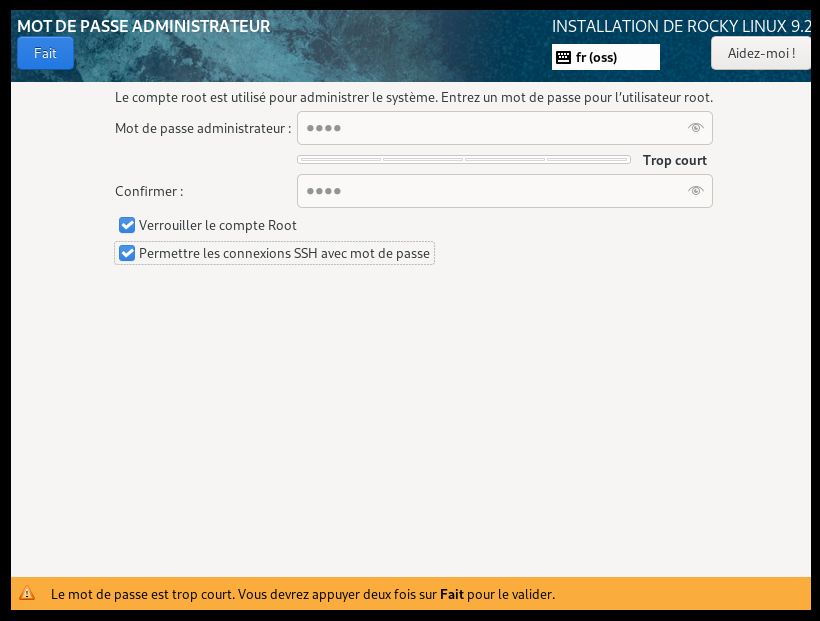 MOT DE PASSE ADMINISTRATEUR
INSTALLATION DE ROCKY LINUX 9.2
Fait
fr (oss)
Aidez-moi !
Le compte root est utilisé pour administrer le système. Entrez un mot de passe pour l’utilisateur root.
Mot de passe administrateur : ●●●●
Trop court
Confirmer : ●●●●
Verrouiller le compte Root
Permettre les connexions SSH avec mot de passe
Le mot de passe est trop court. Vous devrez appuyer deux fois sur Fait pour le valider.